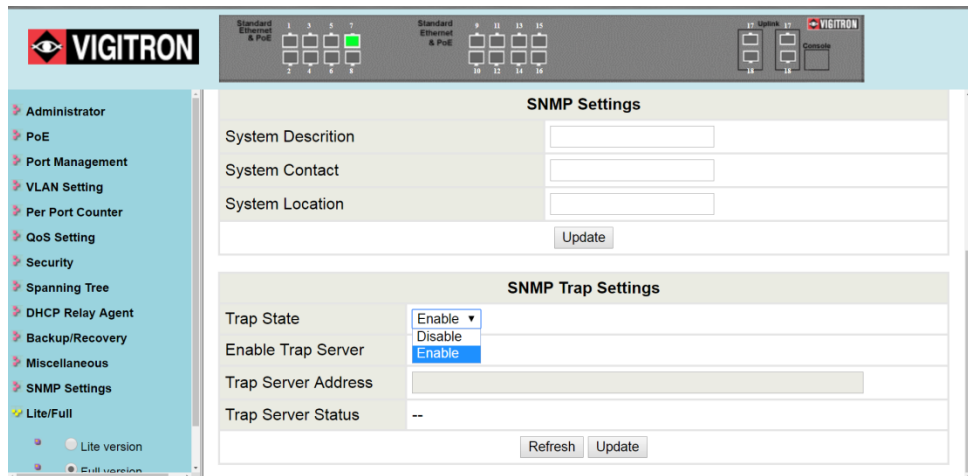 VIGITRON
Standard Ethernet & PoE
1 3 5 7
2 4 6 8
Standard Ethernet & PoE
9 11 13 15
10 12 14 16
17 Uplink 17
18 18
VIGITRON
Console
Administrator
PoE
Port Management
VLAN Setting
Per Port Counter
QoS Setting
Security
Spanning Tree
DHCP Relay Agent
Backup/Recovery
Miscellaneous
SNMP Settings
Lite/Full
Lite version
Full version
SNMP Settings
System Descrition
System Contact
System Location
Update
SNMP Trap Settings
Trap State Enable
Disable
Enable Trap Server Enable
Trap Server Address
Trap Server Status --
Refresh Update